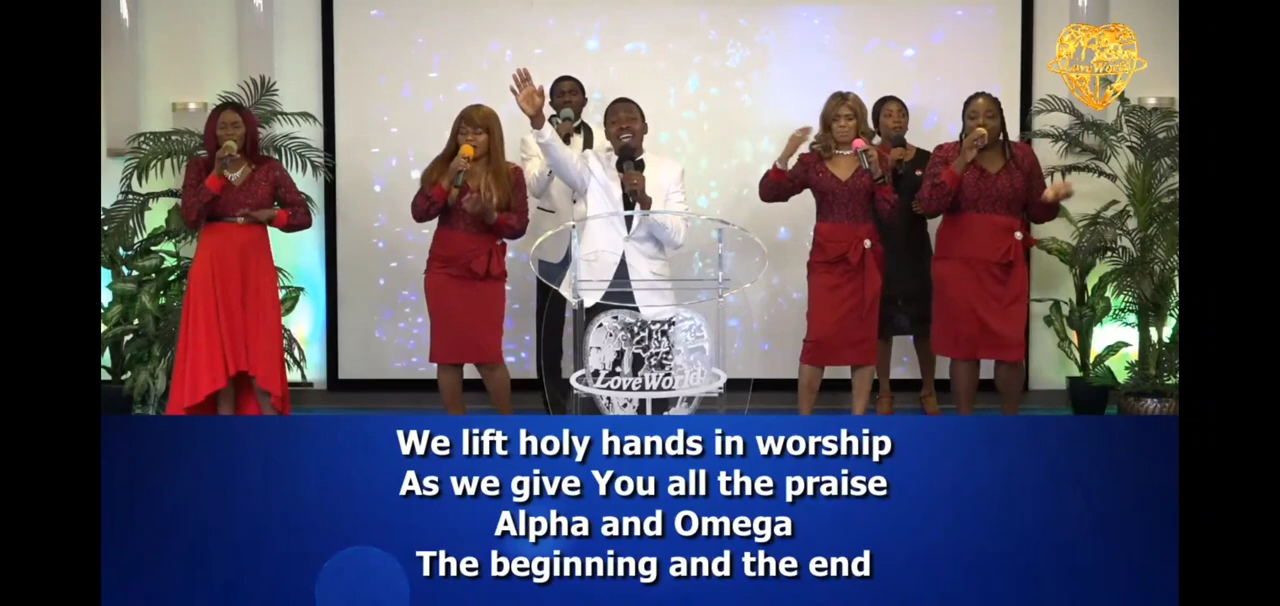 LoveWorld
LoveWorld
We lift holy hands in worship
As we give You all the praise
Alpha and Omega
The beginning and the end